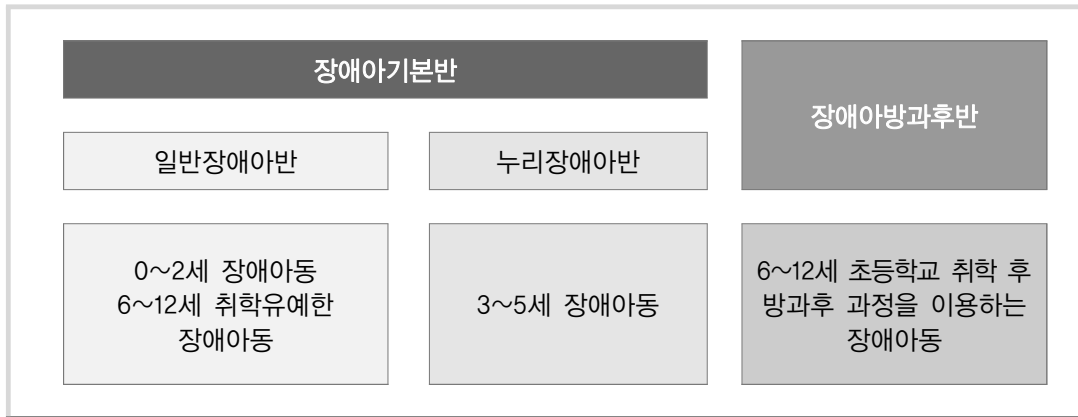 장애아기본반
장애아방과후반
일반장애아반
누리장애아반
0~2세 장애아동
6~12세 취학유예한
장애아동
3~5세 장애아동
6~12세 초등학교 취학 후
방과후 과정을 이용하는
장애아동